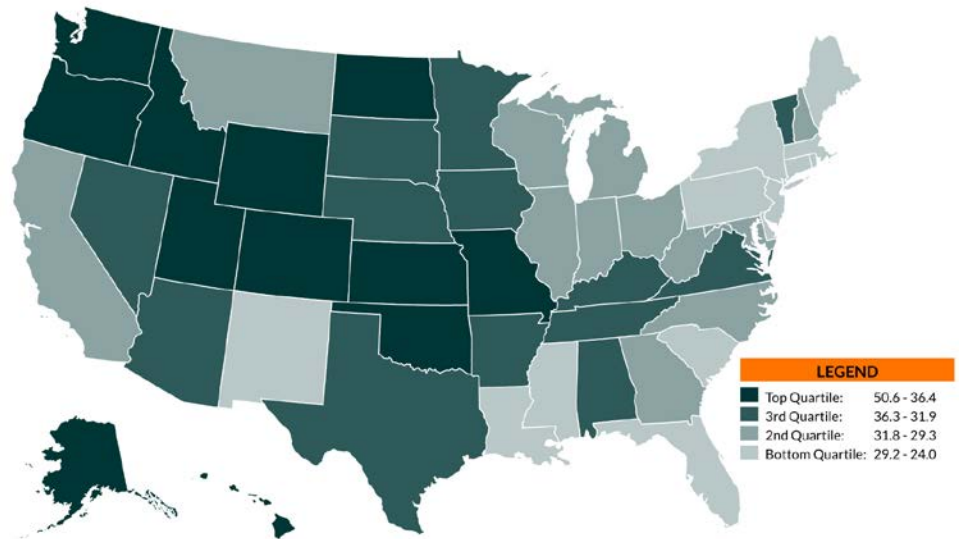 LEGEND
Top Quartile: 50.6 - 36.4
3rd Quartile: 36.3 - 31.9
2nd Quartile: 31.8 - 29.3
Bottom Quartile: 29.2 - 24.0